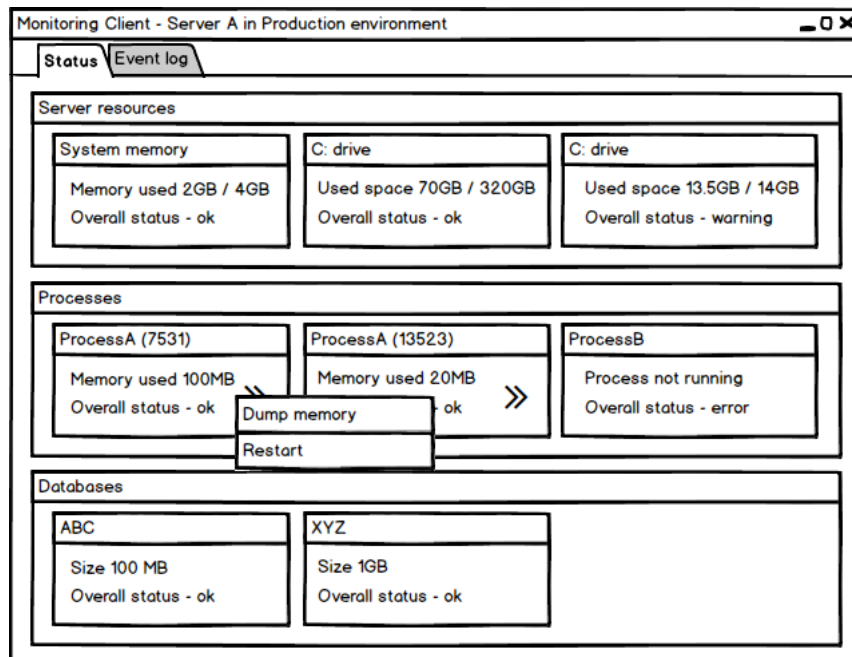 Monitoring Client - Server A in Production environment
Status
Event log
Server resources
System memory
Memory used 2GB / 4GB
Overall status - ok
C: drive
Used space 70GB / 320GB
Overall status - ok
C: drive
Used space 13.5GB / 14GB
Overall status - warning
Processes
ProcessA (7531)
Memory used 100MB
Overall status - ok
Dump memory
Restart
ProcessA (13523)
Memory used 20MB
ok
ProcessB
Process not running
Overall status - error
Databases
ABC
Size 100 MB
Overall status - ok
XYZ
Size 1GB
Overall status - ok